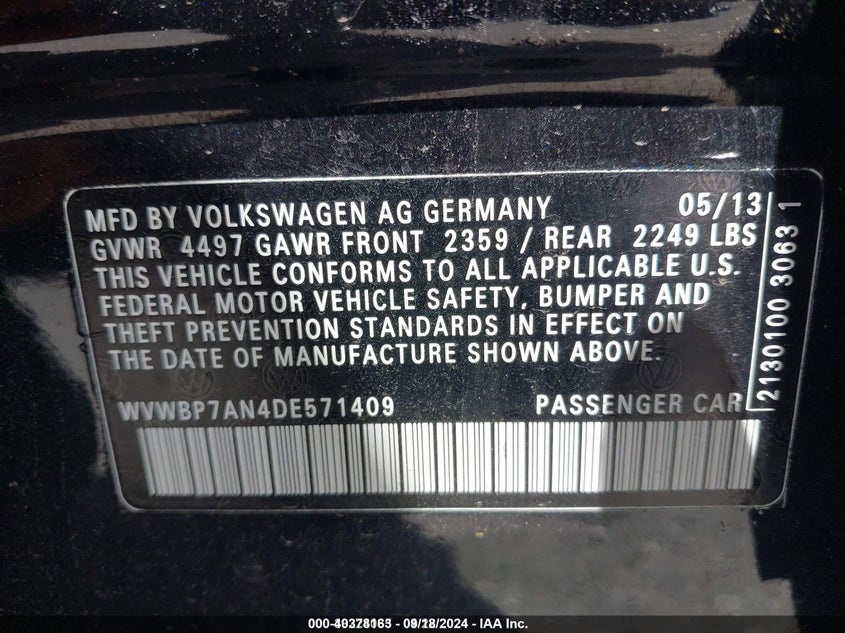 MFD BY VOLKSWAGEN AG GERMANY 05/13
GVWR 4497 GAWR FRONT 2359 / REAR 2249 LBS
THIS VEHICLE CONFORMS TO ALL APPLICABLE U.S.
FEDERAL MOTOR VEHICLE SAFETY, BUMPER AND
THEFT PREVENTION STANDARDS IN EFFECT ON
THE DATE OF MANUFACTURE SHOWN ABOVE.
WVWBP7AN4DE571409 PASSENGER CAR
2130100 3063 1
- IAA Inc.